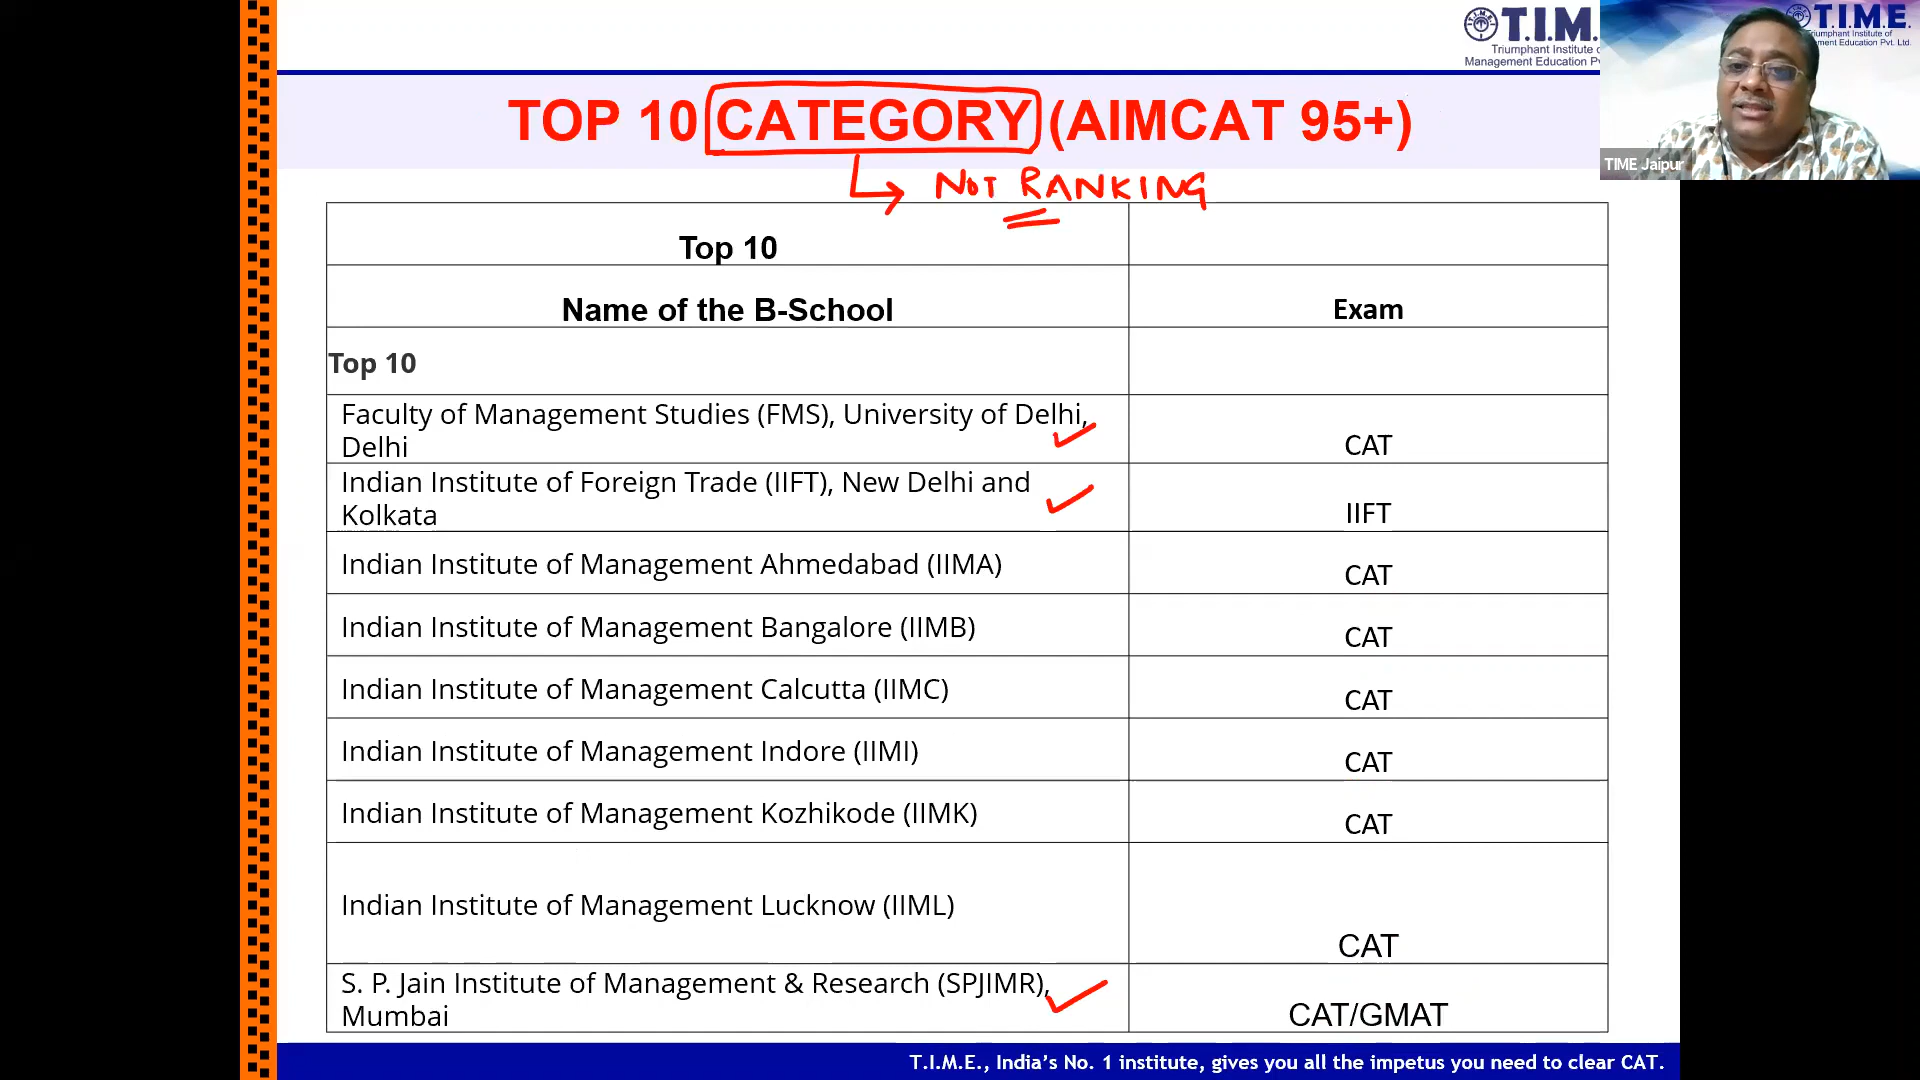 T.I.M.
Triumphant Institute
Management Education
T.I.M.E.
Triumphant Institute of
Management Education Pvt. Ltd.
TIME Jaipur
TOP 10 CATEGORY (AIMCAT 95+)
NOT RANKING
Top 10
Name of the B-School
Exam
Top 10
Faculty of Management Studies (FMS), University of Delhi,
Delhi
CAT
Indian Institute of Foreign Trade (IIFT), New Delhi and
Kolkata
IIFT
Indian Institute of Management Ahmedabad (IIMA)
CAT
Indian Institute of Management Bangalore (IIMB)
CAT
Indian Institute of Management Calcutta (IIMC)
CAT
Indian Institute of Management Indore (IIMI)
CAT
Indian Institute of Management Kozhikode (IIMK)
CAT
Indian Institute of Management Lucknow (IIML)
CAT
S. P. Jain Institute of Management & Research (SPJIMR),
Mumbai
CAT/GMAT
T.I.M.E., India's No. 1 institute, gives you all the impetus you need to clear CAT.